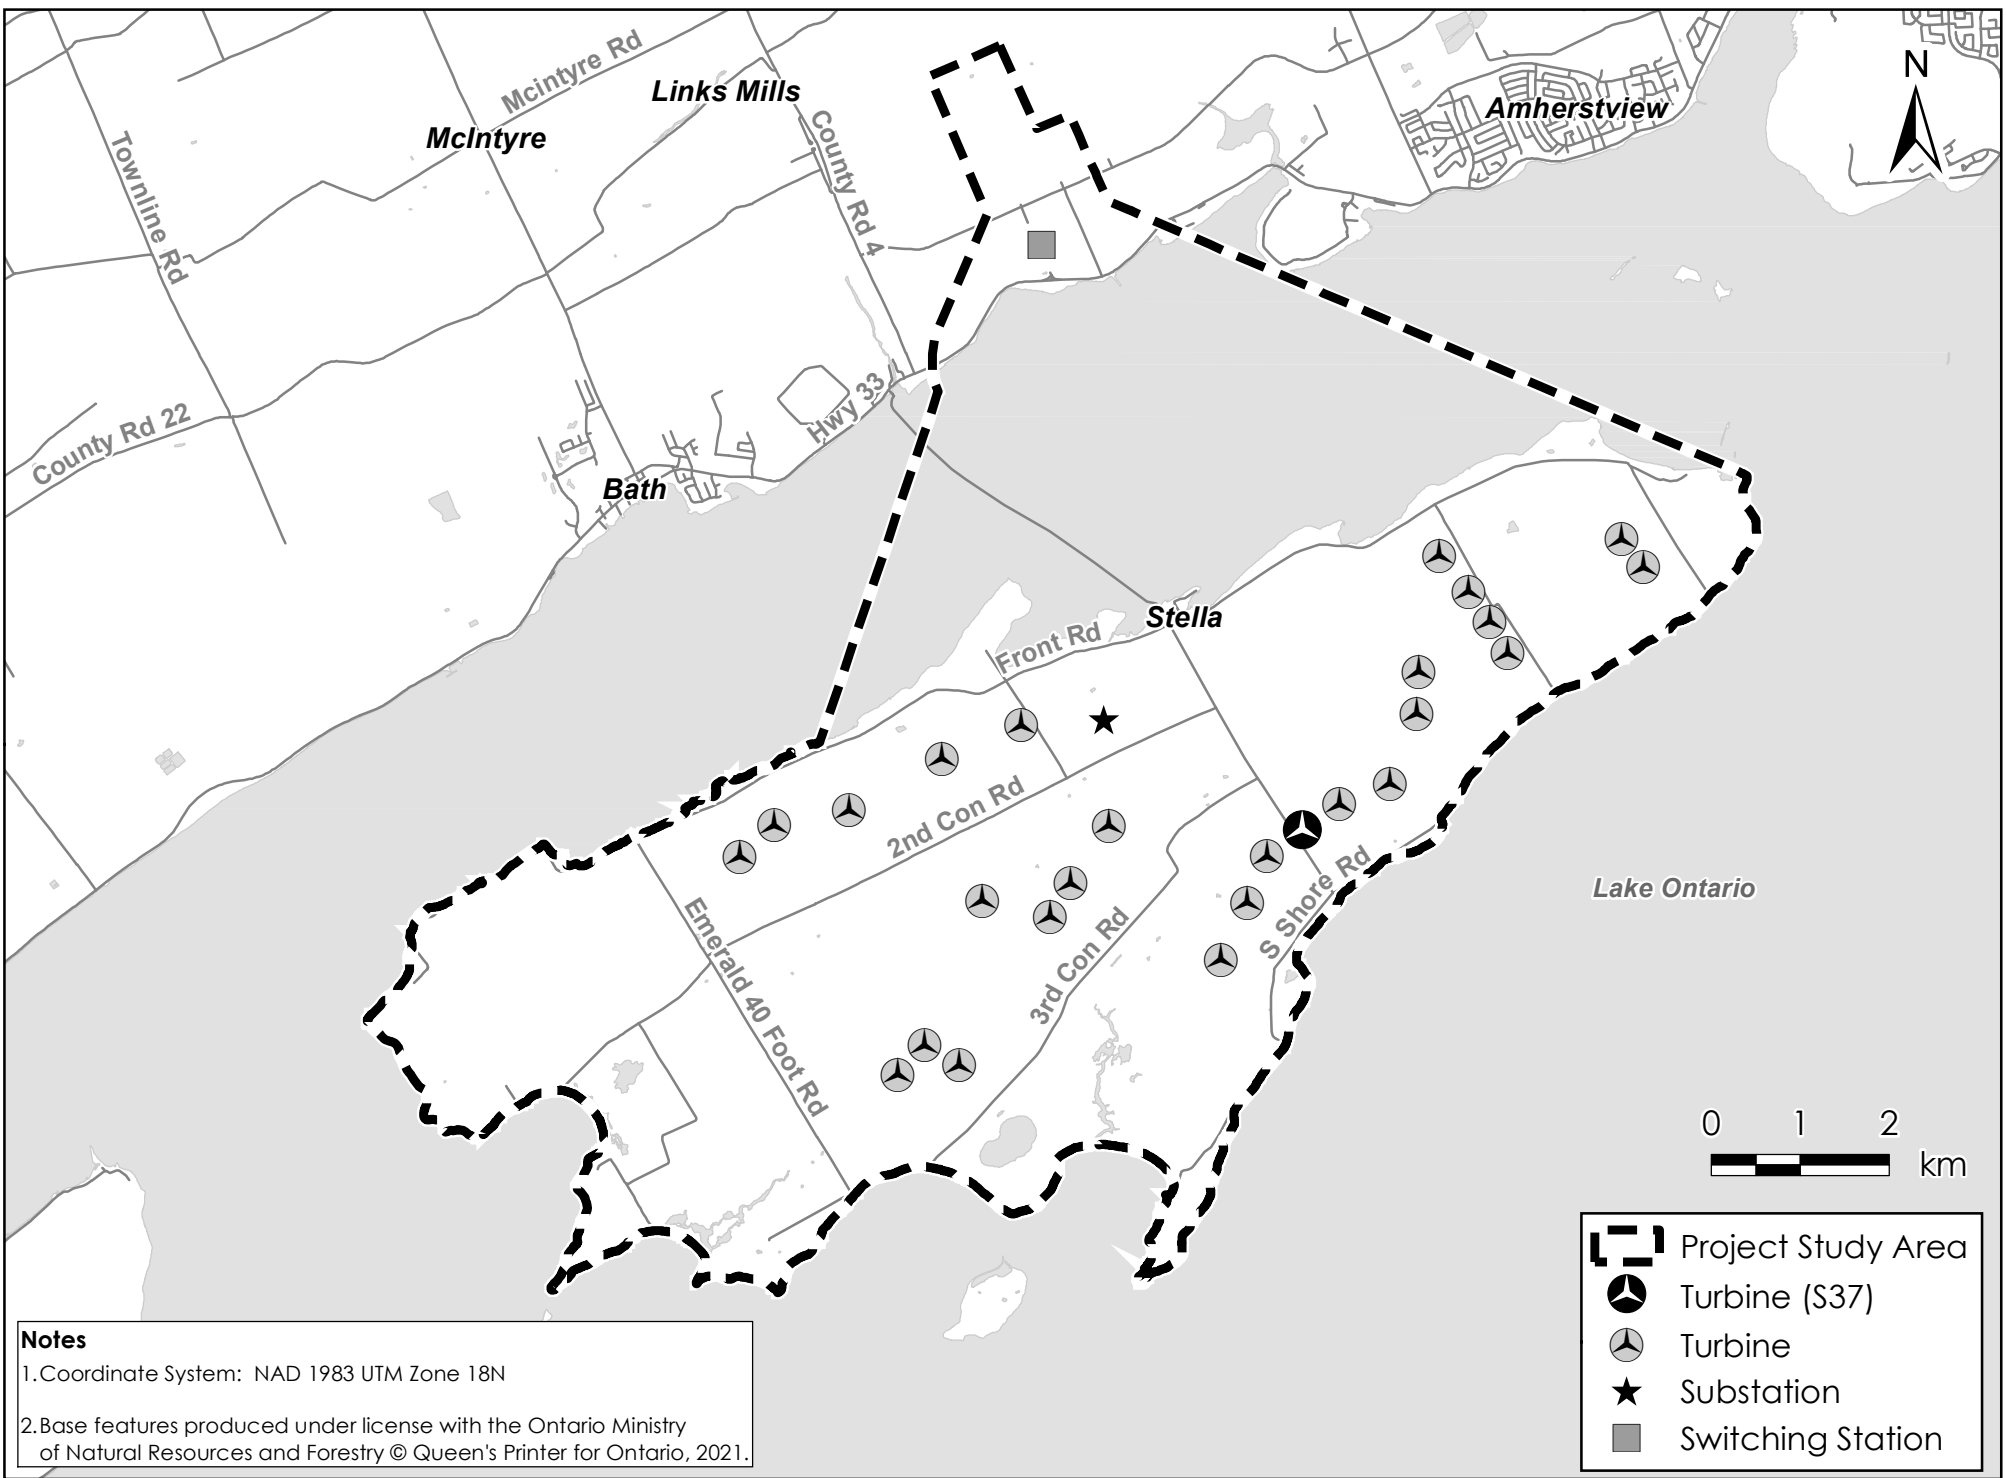 Mcintyre Rd
Links Mills
N
Amherstview
McIntyre
County Rd 4
Townline Rd
Hwy 33
County Rd 22
Bath
Stella
Front Rd
2nd Con Rd
S Shore Rd
Lake Ontario
Emerald 40 Foot Rd
3rd Con Rd
0 1 2
km
Project Study Area
Turbine (S37)
Turbine
Substation
Switching Station
Notes
1. Coordinate System: NAD 1983 UTM Zone 18N
2. Base features produced under license with the Ontario Ministry
of Natural Resources and Forestry © Queen's Printer for Ontario, 2021.